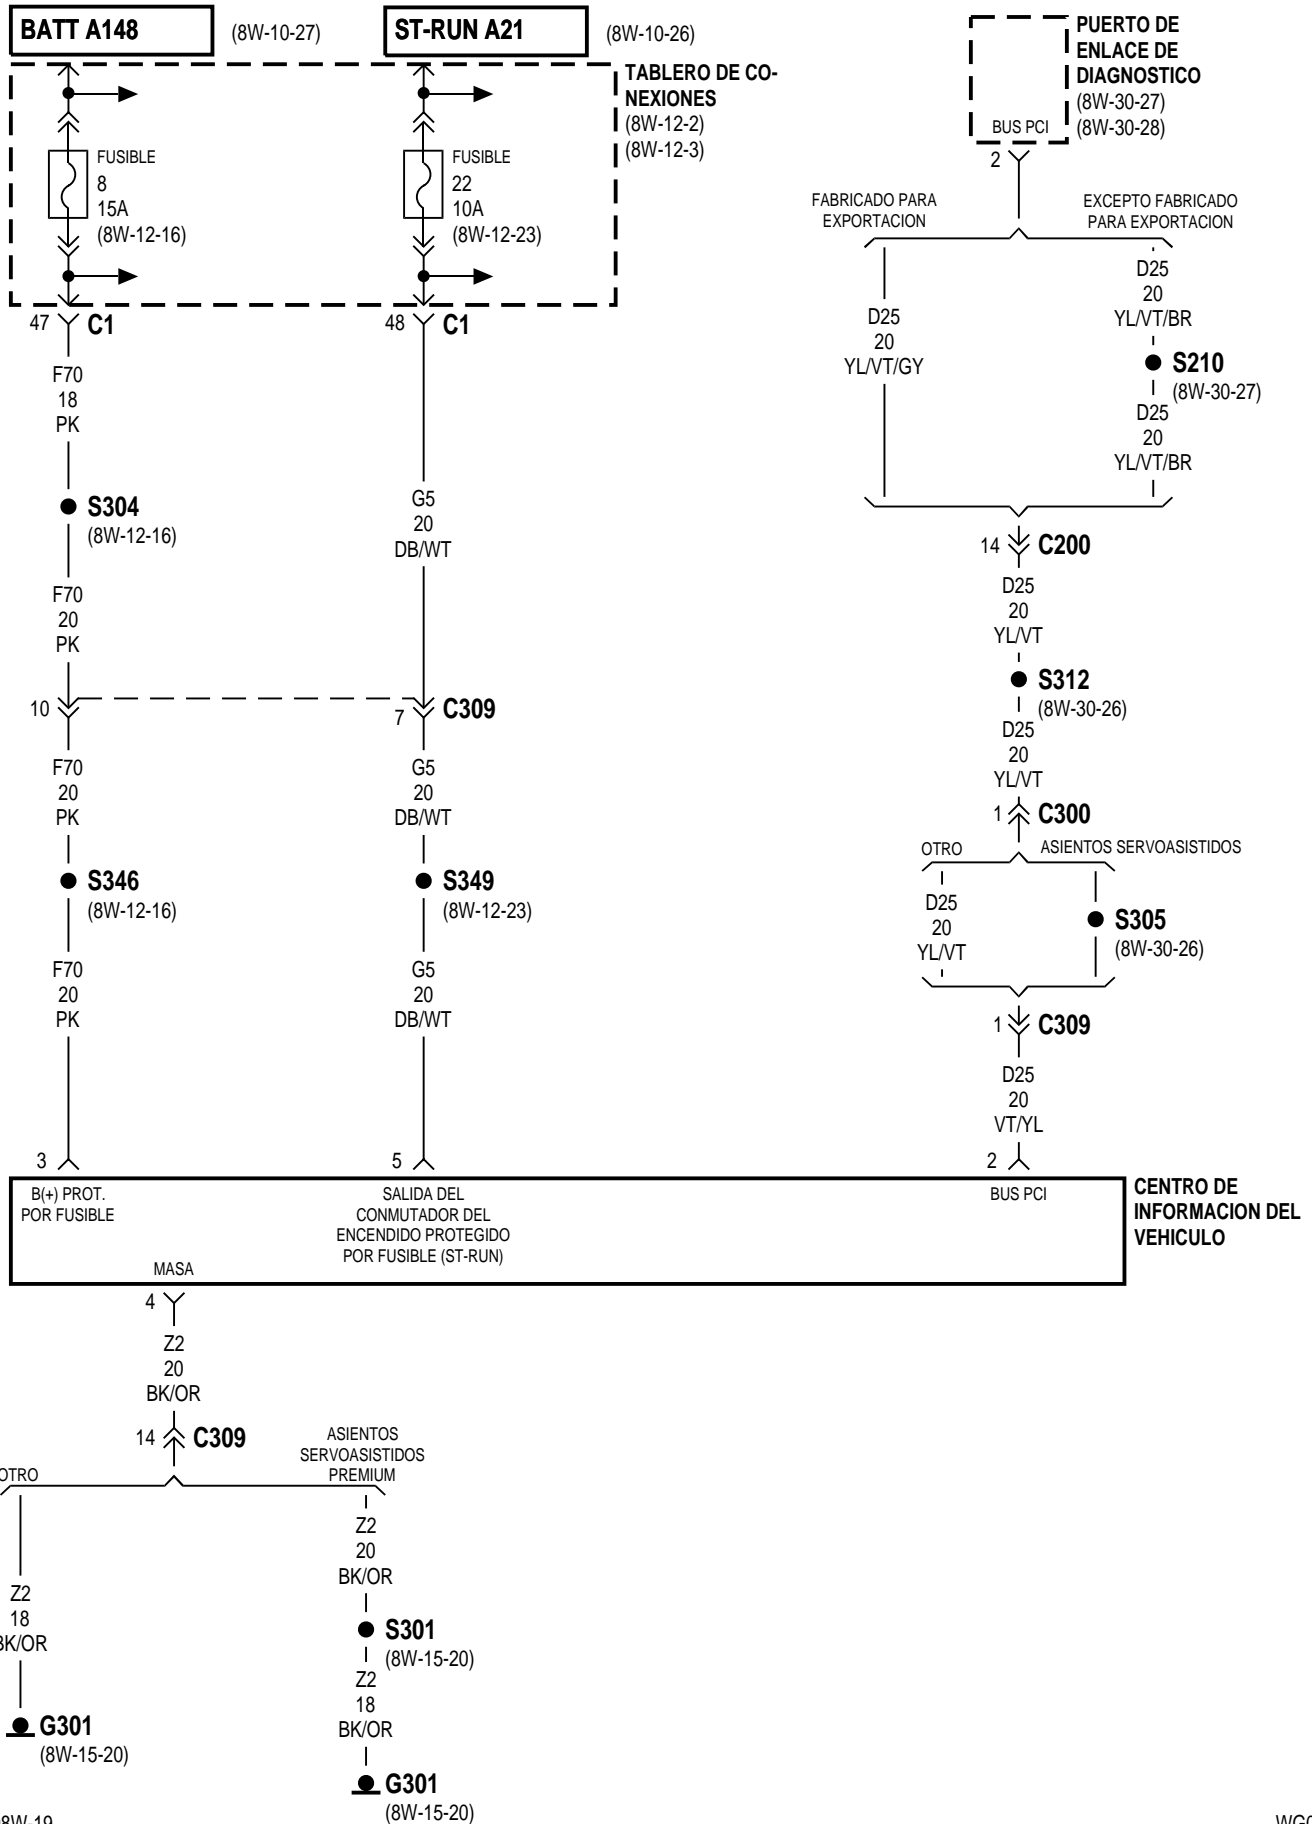 BATT A148
(8W-10-27)
ST-RUN A21
(8W-10-26)
TABLERO DE CO-
NEXIONES
(8W-12-2)
(8W-12-3)
FUSIBLE
8
15A
(8W-12-16)
FUSIBLE
22
10A
(8W-12-23)
47
C1
48
C1
F70
18
PK
S304
(8W-12-16)
F70
20
PK
G5
20
DB/WT
10
7
C309
F70
20
PK
G5
20
DB/WT
S346
(8W-12-16)
S349
(8W-12-23)
F70
20
PK
G5
20
DB/WT
3
5
PUERTO DE
ENLACE DE
DIAGNOSTICO
(8W-30-27)
(8W-30-28)
BUS PCI
2
FABRICADO PARA
EXPORTACION
EXCEPTO FABRICADO
PARA EXPORTACION
D25
20
YL/VT/GY
D25
20
YL/VT/BR
S210
(8W-30-27)
D25
20
YL/VT/BR
14
C200
D25
20
YL/VT
S312
(8W-30-26)
D25
20
YL/VT
1
C300
OTRO
ASIENTOS SERVOASISTIDOS
D25
20
YL/VT
S305
(8W-30-26)
1
C309
D25
20
VT/YL
2
B(+) PROT.
POR FUSIBLE
SALIDA DEL
CONMUTADOR DEL
ENCENDIDO PROTEGIDO
POR FUSIBLE (ST-RUN)
BUS PCI
CENTRO DE
INFORMACION DEL
VEHICULO
MASA
4
Z2
20
BK/OR
14
C309
OTRO
ASIENTOS
SERVOASISTIDOS
PREMIUM
Z2
18
BK/OR
G301
(8W-15-20)
Z2
20
BK/OR
S301
(8W-15-20)
Z2
18
BK/OR
G301
(8W-15-20)